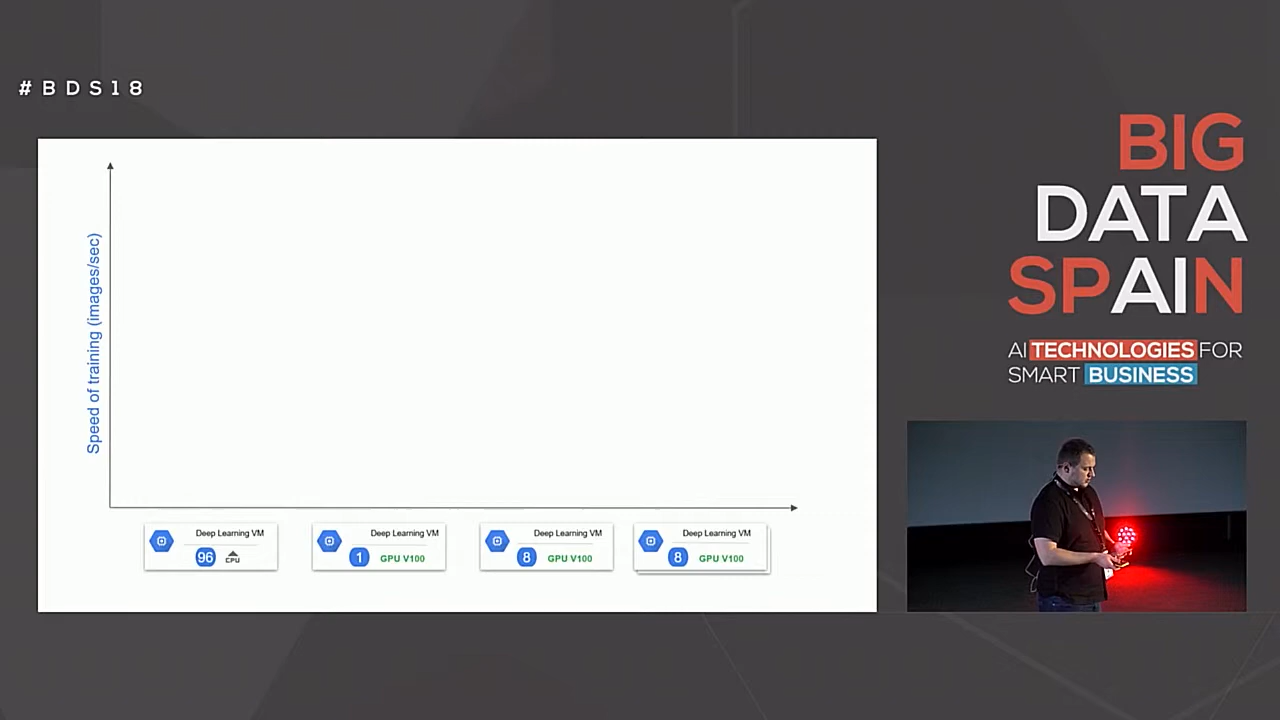 #BDS18
BIG
DATA
SPAIN
AI TECHNOLOGIES FOR
SMART BUSINESS
Speed of training (images/sec)
Deep Learning VM
96 CPU
Deep Learning VM
1 GPU V100
Deep Learning VM
8 GPU V100
Deep Learning VM
8 GPU V100